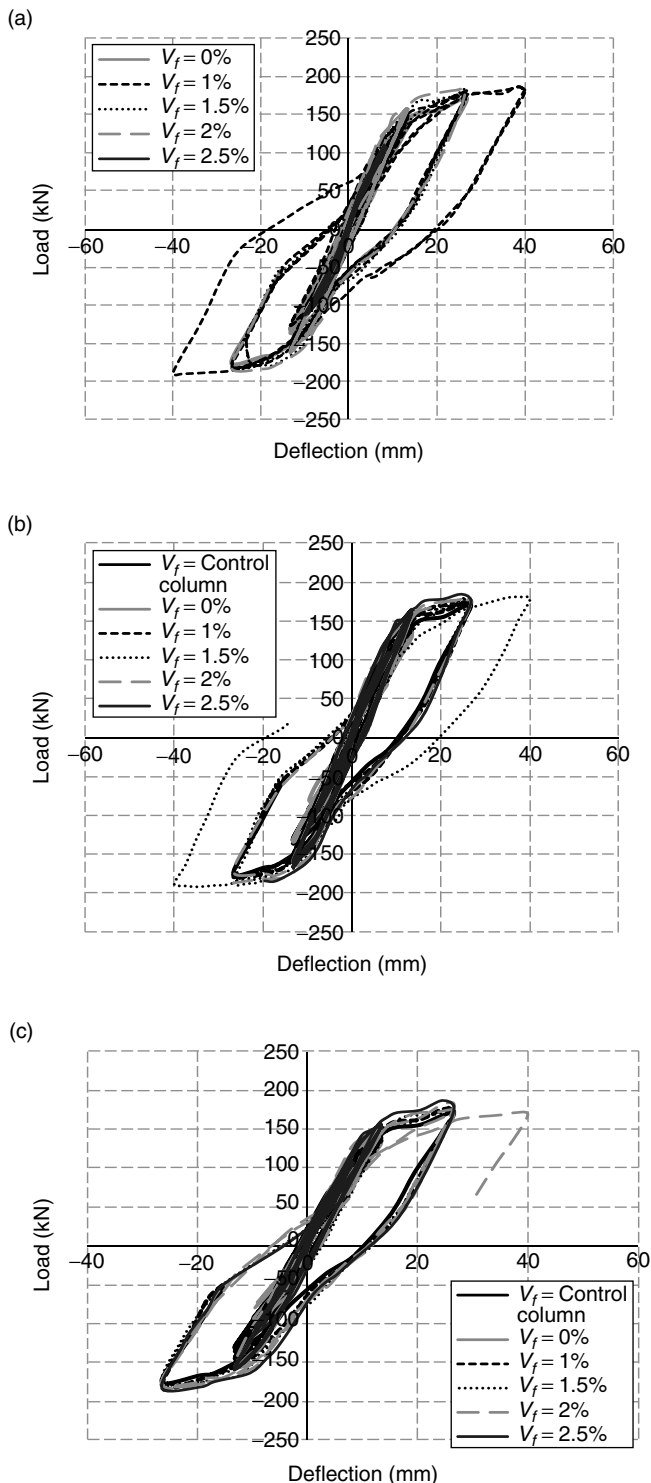 (a)
250
200
150
100
50
0
−50
−100
−150
−200
−250
−60
−40
−20
0
20
40
60
Load (kN)
Deflection (mm)
V_f = 0%
V_f = 1%
V_f = 1.5%
V_f = 2%
V_f = 2.5%
(b)
250
200
150
100
50
0
−50
−100
−150
−200
−250
−60
−40
−20
0
20
40
60
Load (kN)
Deflection (mm)
V_f = Control
column
V_f = 0%
V_f = 1%
V_f = 1.5%
V_f = 2%
V_f = 2.5%
(c)
250
200
150
100
50
0
−50
−100
−150
−200
−250
−40
−20
0
20
40
60
Load (kN)
V_f = Control
column
V_f = 0%
V_f = 1%
V_f = 1.5%
V_f = 2%
V_f = 2.5%
Deflection (mm)